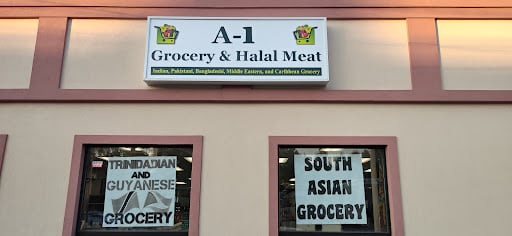 A-1
Grocery & Halal Meat
Indian, Pakistani, Bangladeshi, Middle Eastern, and Caribbean Grocery
TRINIDADIAN
AND
GUYANESE
GROCERY
SOUTH
ASIAN
GROCERY